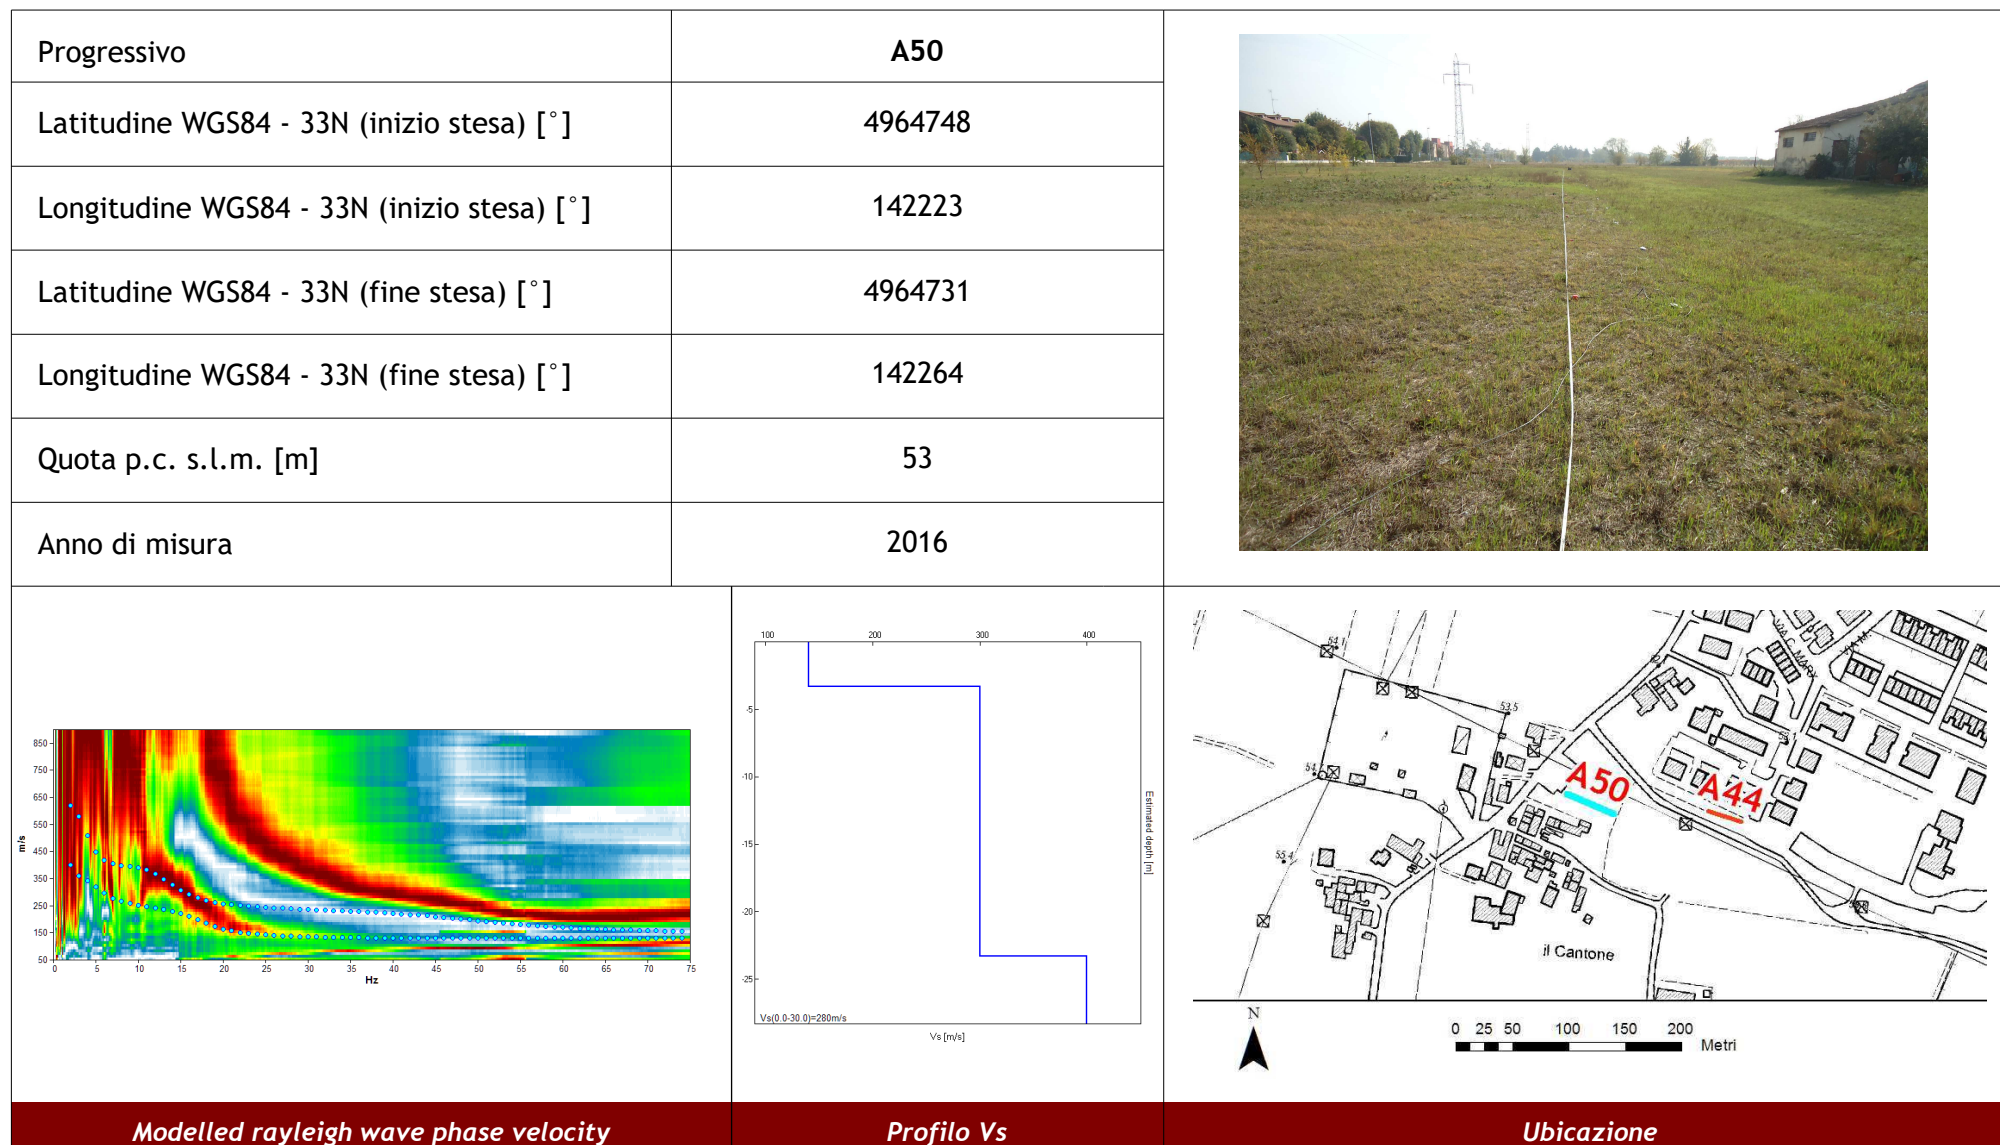 Progressivo
A50
Latitudine WGS84 - 33N (inizio stesa) [°]
4964748
Longitudine WGS84 - 33N (inizio stesa) [°]
142223
Latitudine WGS84 - 33N (fine stesa) [°]
4964731
Longitudine WGS84 - 33N (fine stesa) [°]
142264
Quota p.c. s.l.m. [m]
53
Anno di misura
2016
850
750
650
550
450
350
250
150
50
m/s
0 5 10 15 20 25 30 35 40 45 50 55 60 65 70 75
Hz
100 200 300 400
-5
-10
-15
-20
-25
Estimated depth [m]
Vs(0.0-30.0)=280m/s
Vs [m/s]
54.1
53.5
VIA C. MARX
A50
A44
55.4
il Cantone
N
0 25 50 100 150 200
Metri
Modelled rayleigh wave phase velocity
Profilo Vs
Ubicazione